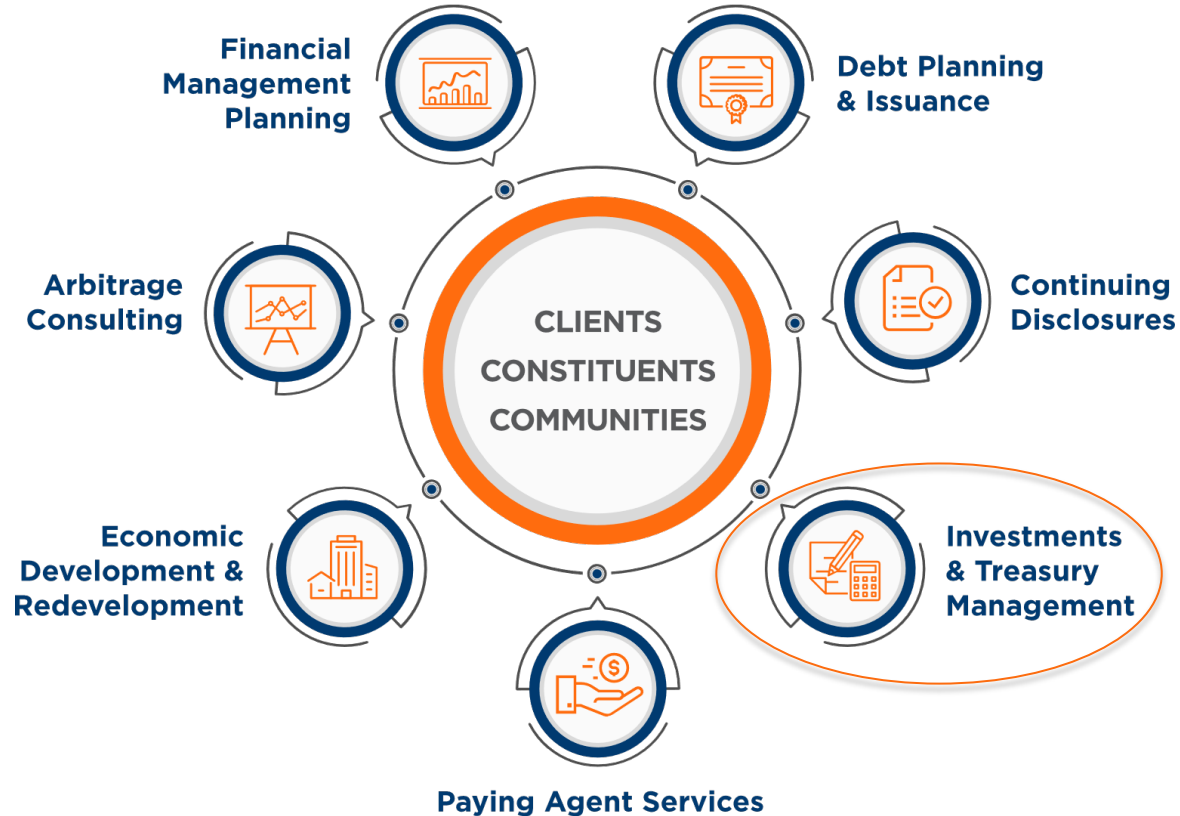 Financial
Management
Planning
Debt Planning
& Issuance
Arbitrage
Consulting
Continuing
Disclosures
CLIENTS
CONSTITUENTS
COMMUNITIES
Economic
Development &
Redevelopment
Investments
& Treasury
Management
$
Paying Agent Services